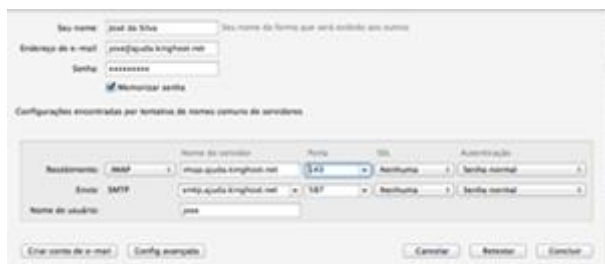 Seu nome: José da Silva Seu nome da forma que será exibido aos outros
Endereço de e-mail: jose@ajuda.kinghost.net
Senha:
Memorizar senha
Configurações encontradas por tentativa de nomes comuns de servidores
Nome do servidor Porta SSL Autenticação
Recebimento: IMAP imap.ajuda.kinghost.net 143 Nenhuma Senha normal
Envio: SMTP smtp.ajuda.kinghost.net 587 Nenhuma Senha normal
Nome do usuário: jose
Criar conta de e-mail Config avançada Cancelar Retestar Concluir